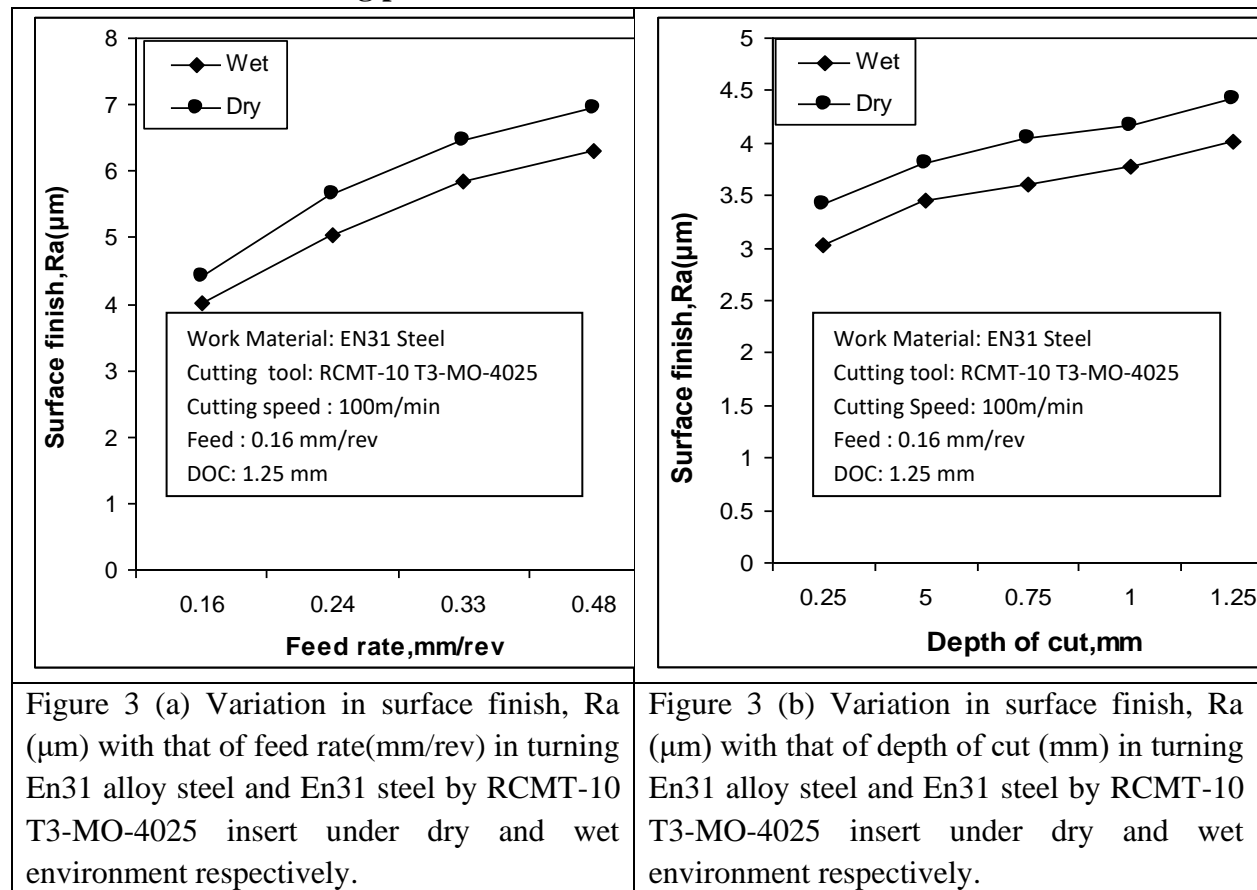 8
7
6
5
4
3
2
1
0
Surface finish,Ra(μm)
Wet
Dry
Work Material: EN31 Steel
Cutting tool: RCMT-10 T3-MO-4025
Cutting speed : 100m/min
Feed : 0.16 mm/rev
DOC: 1.25 mm
0.16 0.24 0.33 0.48
Feed rate,mm/rev
5
4.5
4
3.5
3
2.5
2
1.5
1
0.5
0
Surface finish,Ra(μm)
Wet
Dry
Work Material: EN31 Steel
Cutting tool: RCMT-10 T3-MO-4025
Cutting Speed: 100m/min
Feed : 0.16 mm/rev
DOC: 1.25 mm
0.25 5 0.75 1 1.25
Depth of cut,mm
Figure 3 (a) Variation in surface finish, Ra
(μm) with that of feed rate(mm/rev) in turning
En31 alloy steel and En31 steel by RCMT-10
T3-MO-4025 insert under dry and wet
environment respectively.
Figure 3 (b) Variation in surface finish, Ra
(μm) with that of depth of cut (mm) in turning
En31 alloy steel and En31 steel by RCMT-10
T3-MO-4025 insert under dry and wet
environment respectively.